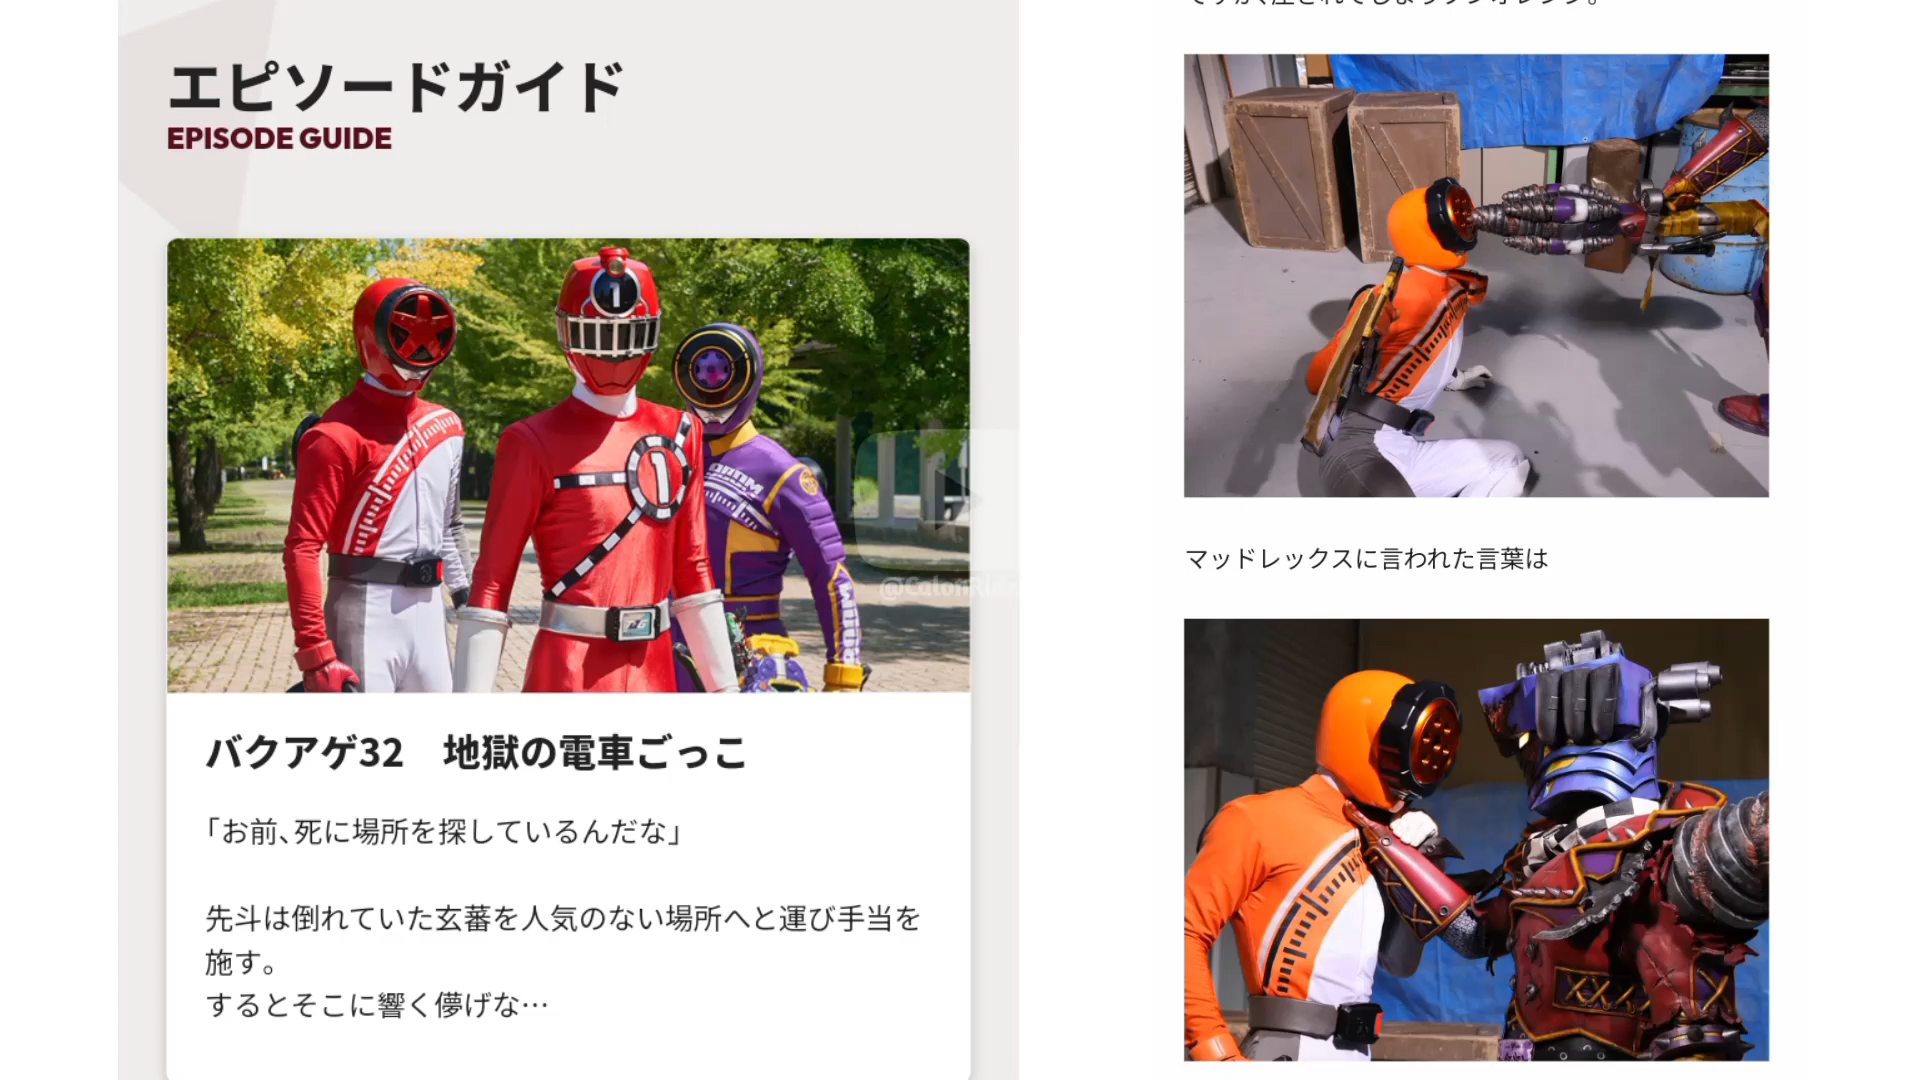 エピソードガイド
EPISODE GUIDE
バクアゲ32　地獄の電車ごっこ
「お前、死に場所を探しているんだな」
先斗は倒れていた玄蕃を人気のない場所へと運び手当を
施す。
するとそこに響く儚げな…
マッドレックスに言われた言葉は